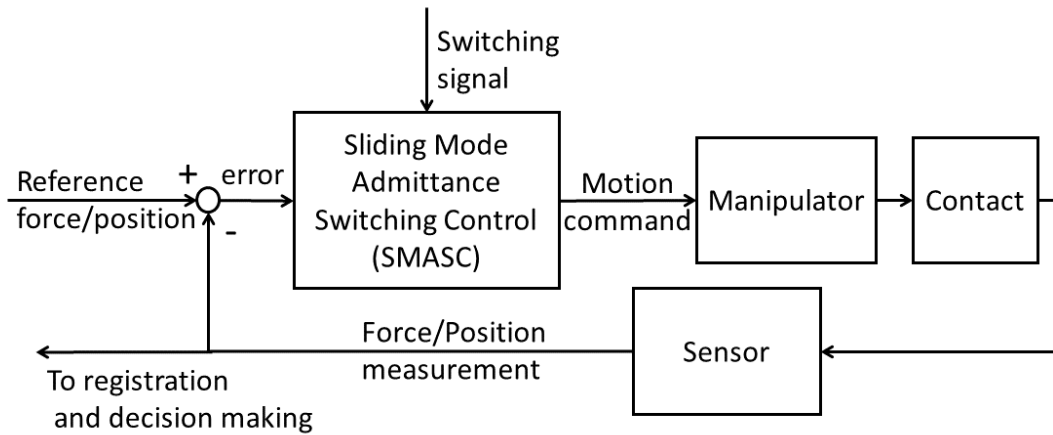 Switching
signal
Sliding Mode
Admittance
Switching Control
(SMASC)
Reference
force/position
+
-
error
Motion
command
Manipulator
Contact
Force/Position
measurement
Sensor
To registration
and decision making